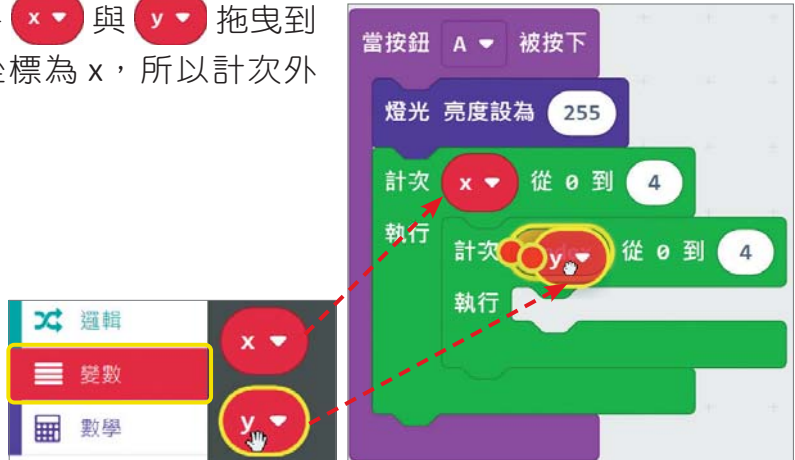 x 與 y 拖曳到
標為 x，所以計次外
當按鈕 A 被按下
燈光 亮度設為 255
計次 x 從 0 到 4
執行
計次 y 從 0 到 4
執行
邏輯
變數
數學
x
y